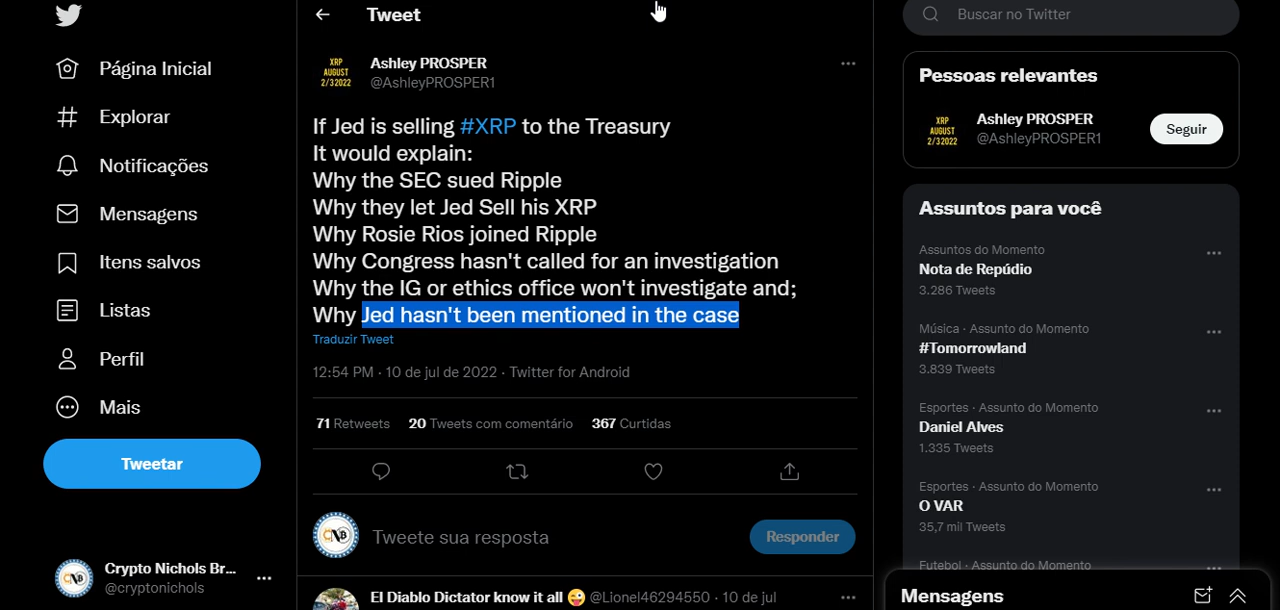 Tweet
Buscar no Twitter
Página Inicial
Explorar
Notificações
Mensagens
Itens salvos
Listas
Perfil
Mais
Tweetar
Crypto Nichols Br...
@cryptonichols
XRP
AUGUST
2/3 2022
Ashley PROSPER
@AshleyPROSPER1
If Jed is selling #XRP to the Treasury
It would explain:
Why the SEC sued Ripple
Why they let Jed Sell his XRP
Why Rosie Rios joined Ripple
Why Congress hasn't called for an investigation
Why the IG or ethics office won't investigate and;
Why Jed hasn't been mentioned in the case
Traduzir Tweet
12:54 PM · 10 de jul de 2022 · Twitter for Android
71 Retweets 20 Tweets com comentário 367 Curtidas
Tweete sua resposta
Responder
El Diablo Dictator know it all 😜 @Lionel46294550 · 10 de jul
Pessoas relevantes
XRP
AUGUST
2/3 2022
Ashley PROSPER
@AshleyPROSPER1
Seguir
Assuntos para você
Assuntos do Momento
Nota de Repúdio
3.286 Tweets
Música · Assunto do Momento
#Tomorrowland
3.839 Tweets
Esportes · Assunto do Momento
Daniel Alves
1.335 Tweets
Esportes · Assunto do Momento
O VAR
35,7 mil Tweets
Futebol · Assunto do Momento
Mensagens